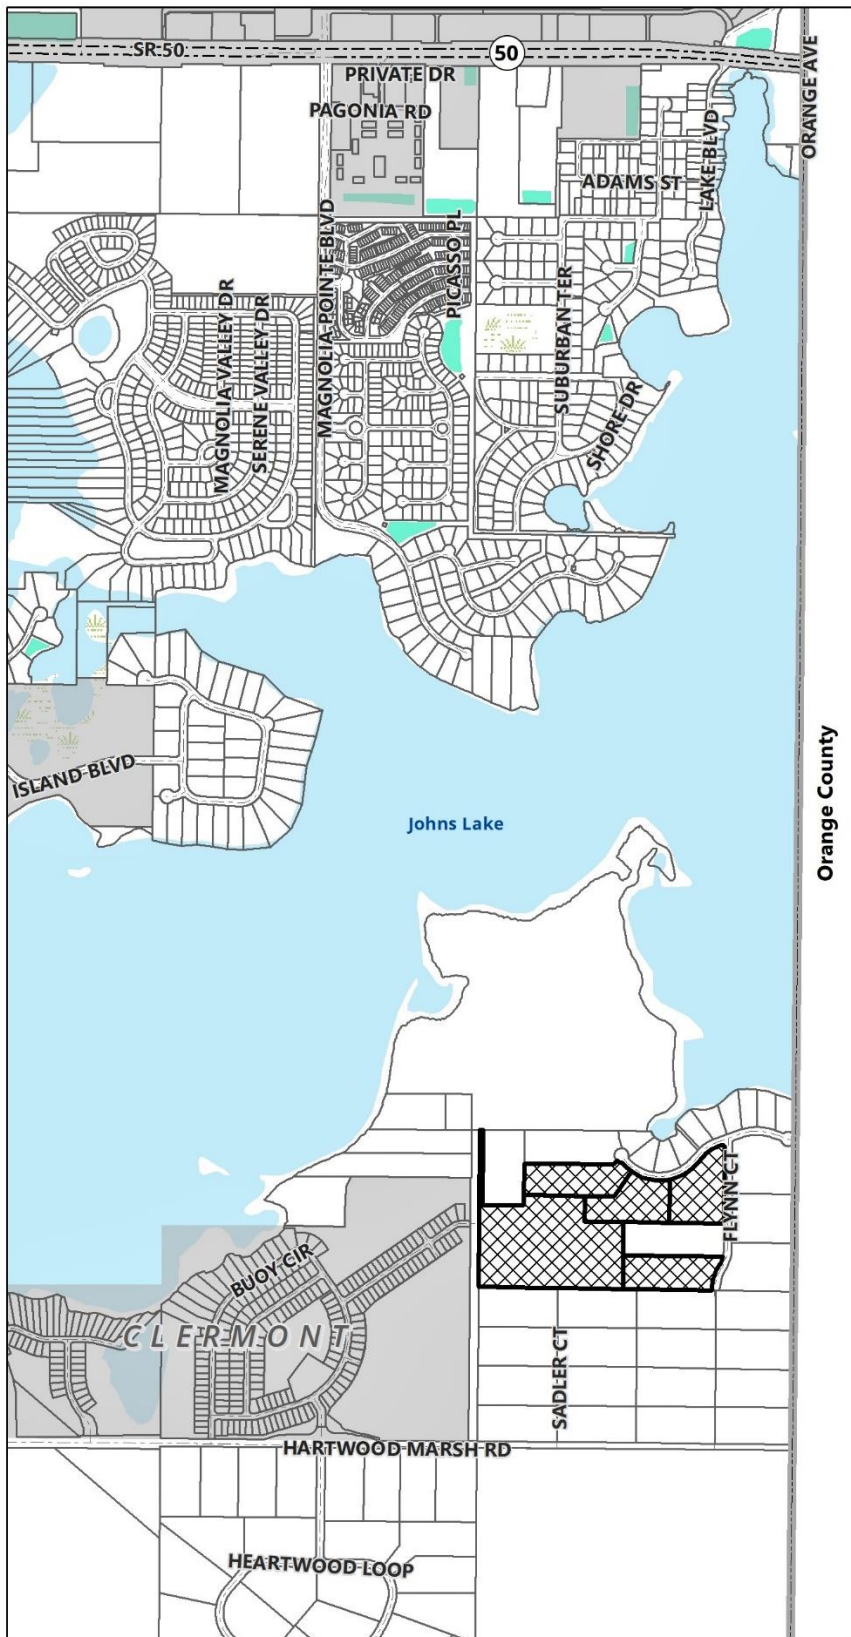 SR 50
50
PRIVATE DR
ORANGE AVE
PAGONIA RD
LAKE BLVD
ADAMS ST
MAGNOLIA POINTE BLVD
PICASSO PL
MAGNOLIA VALLEY DR
SERENE VALLEY DR
SUBURBAN TER
SHORE DR
ISLAND BLVD
Johns Lake
Orange County
FLYNN CT
BUOY CIR
CLERMONT
SADLER CT
HARTWOOD MARSH RD
HEARTWOOD LOOP